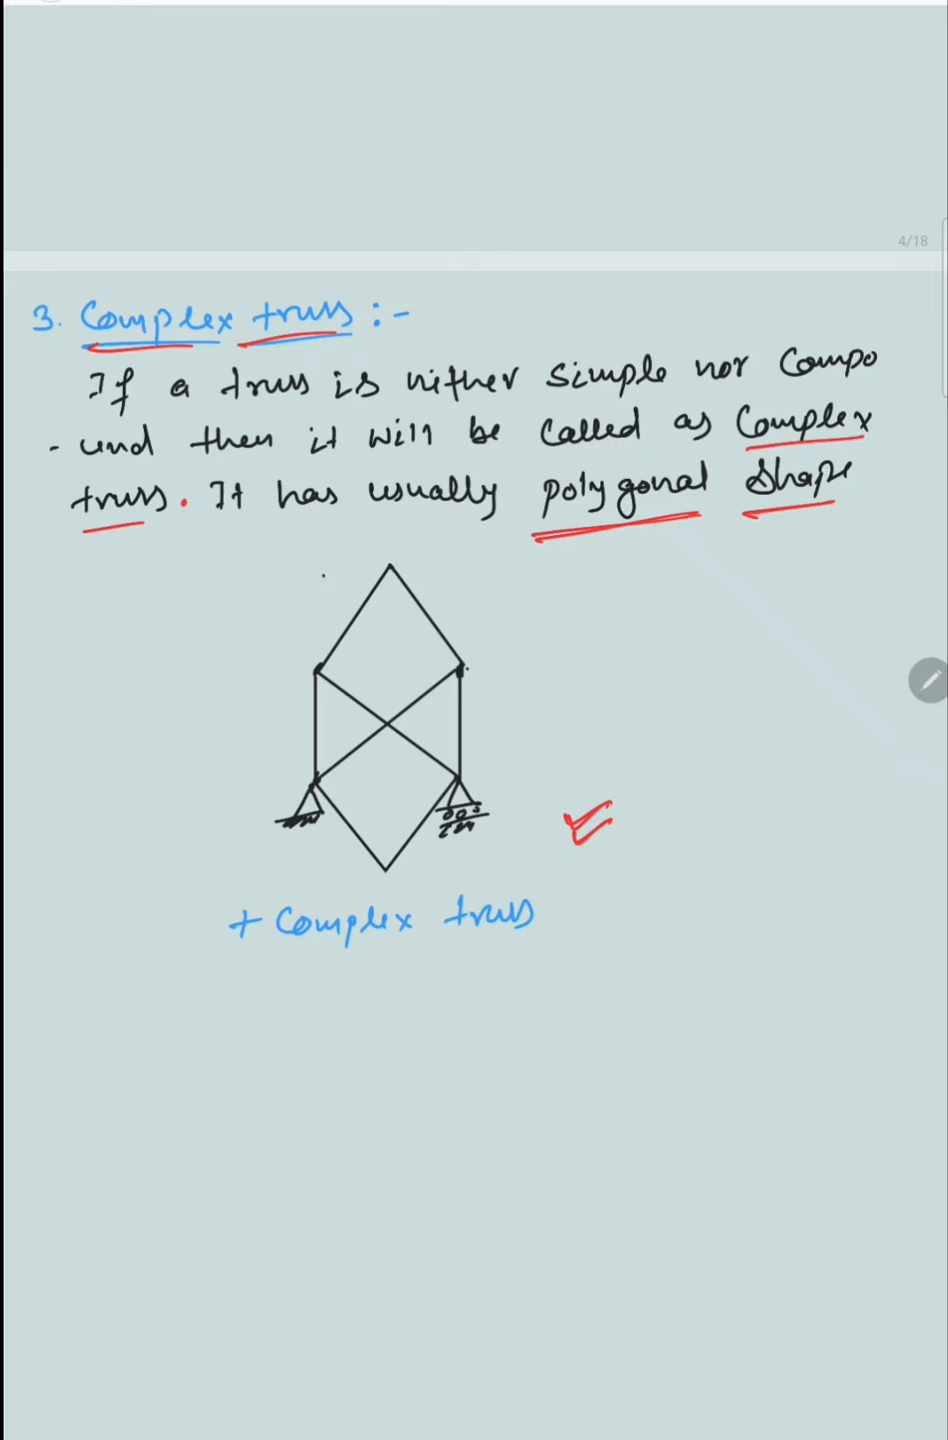 4/18
3. Complex truss :-
If a truss is nither simple nor Compo
- und then it will be Called as Complex
truss. It has usually polygonal Shape
+ Complex truss